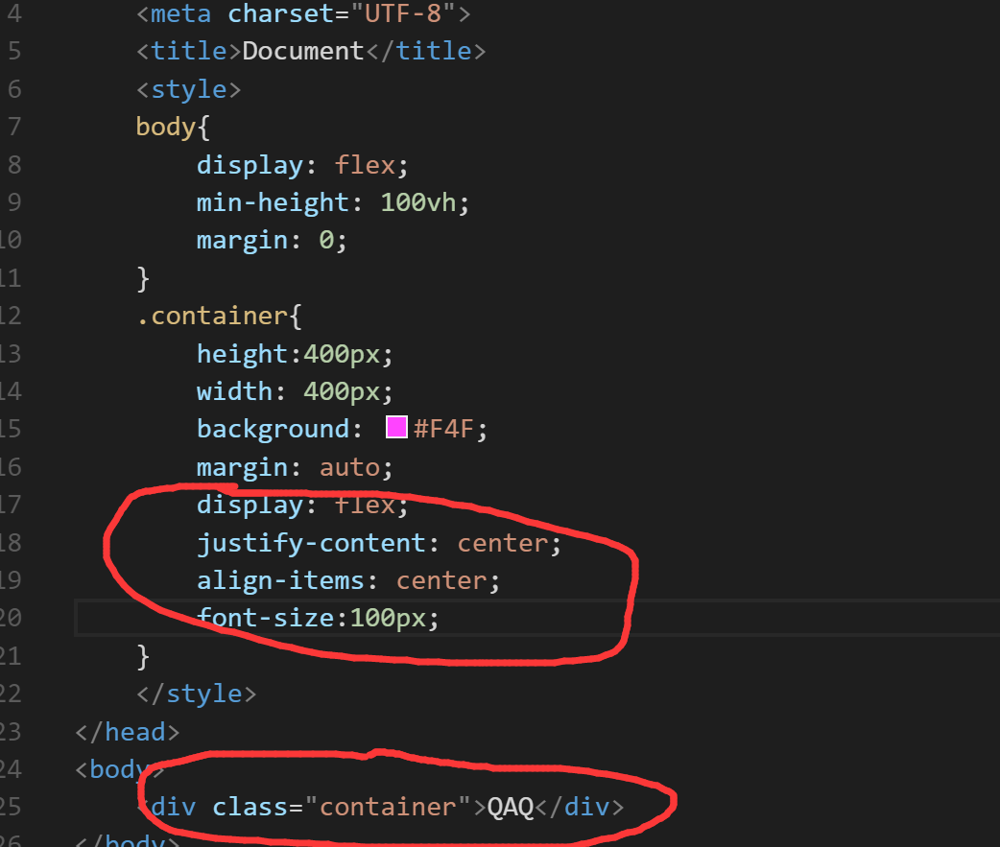 4 <meta charset="UTF-8">
5 <title>Document</title>
6 <style>
7 body{
8 display: flex;
9 min-height: 100vh;
10 margin: 0;
11 }
12 .container{
13 height:400px;
14 width: 400px;
15 background: #F4F;
16 margin: auto;
17 display: flex;
18 justify-content: center;
19 align-items: center;
20 font-size:100px;
21 }
22 </style>
23 </head>
24 <body>
25 <div class="container">QAQ</div>
26 </body>